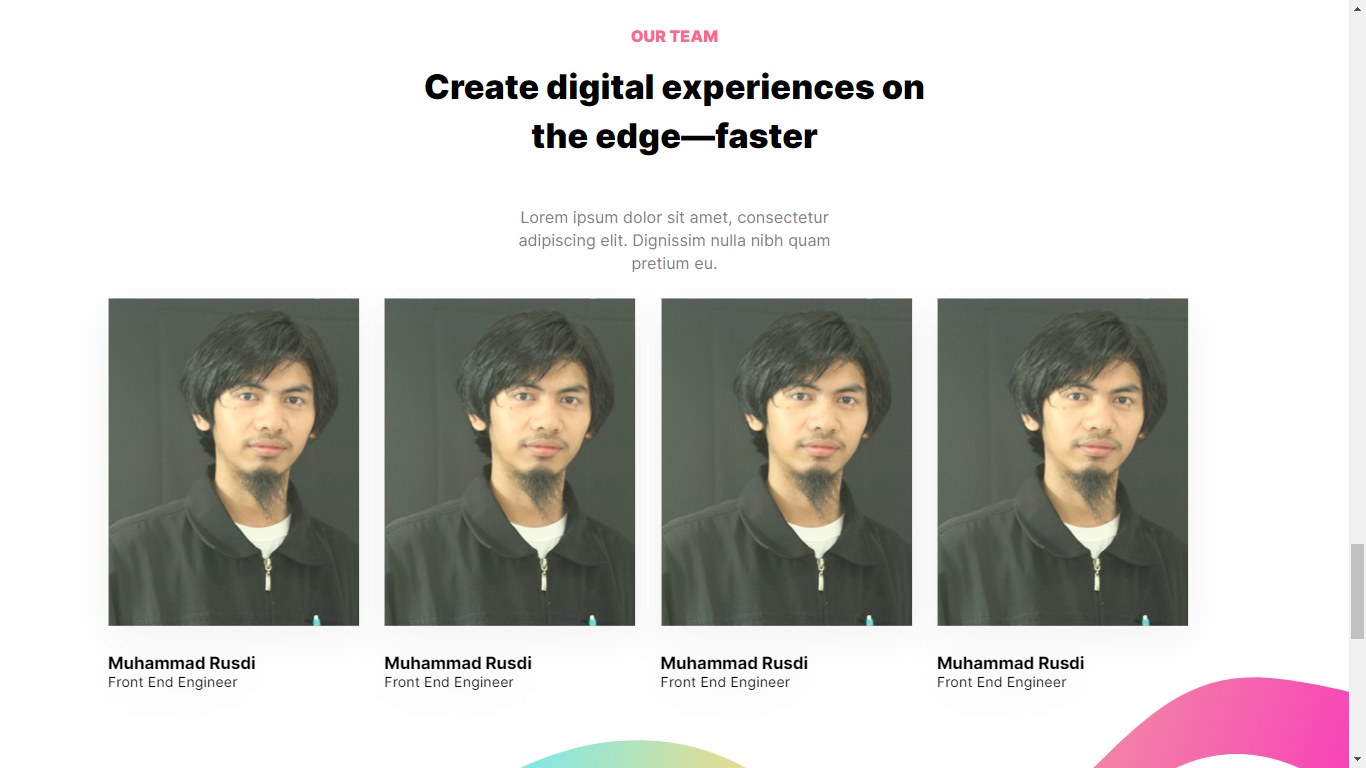 OUR TEAM
Create digital experiences on
the edge—faster
Lorem ipsum dolor sit amet, consectetur
adipiscing elit. Dignissim nulla nibh quam
pretium eu.
Muhammad Rusdi
Front End Engineer
Muhammad Rusdi
Front End Engineer
Muhammad Rusdi
Front End Engineer
Muhammad Rusdi
Front End Engineer